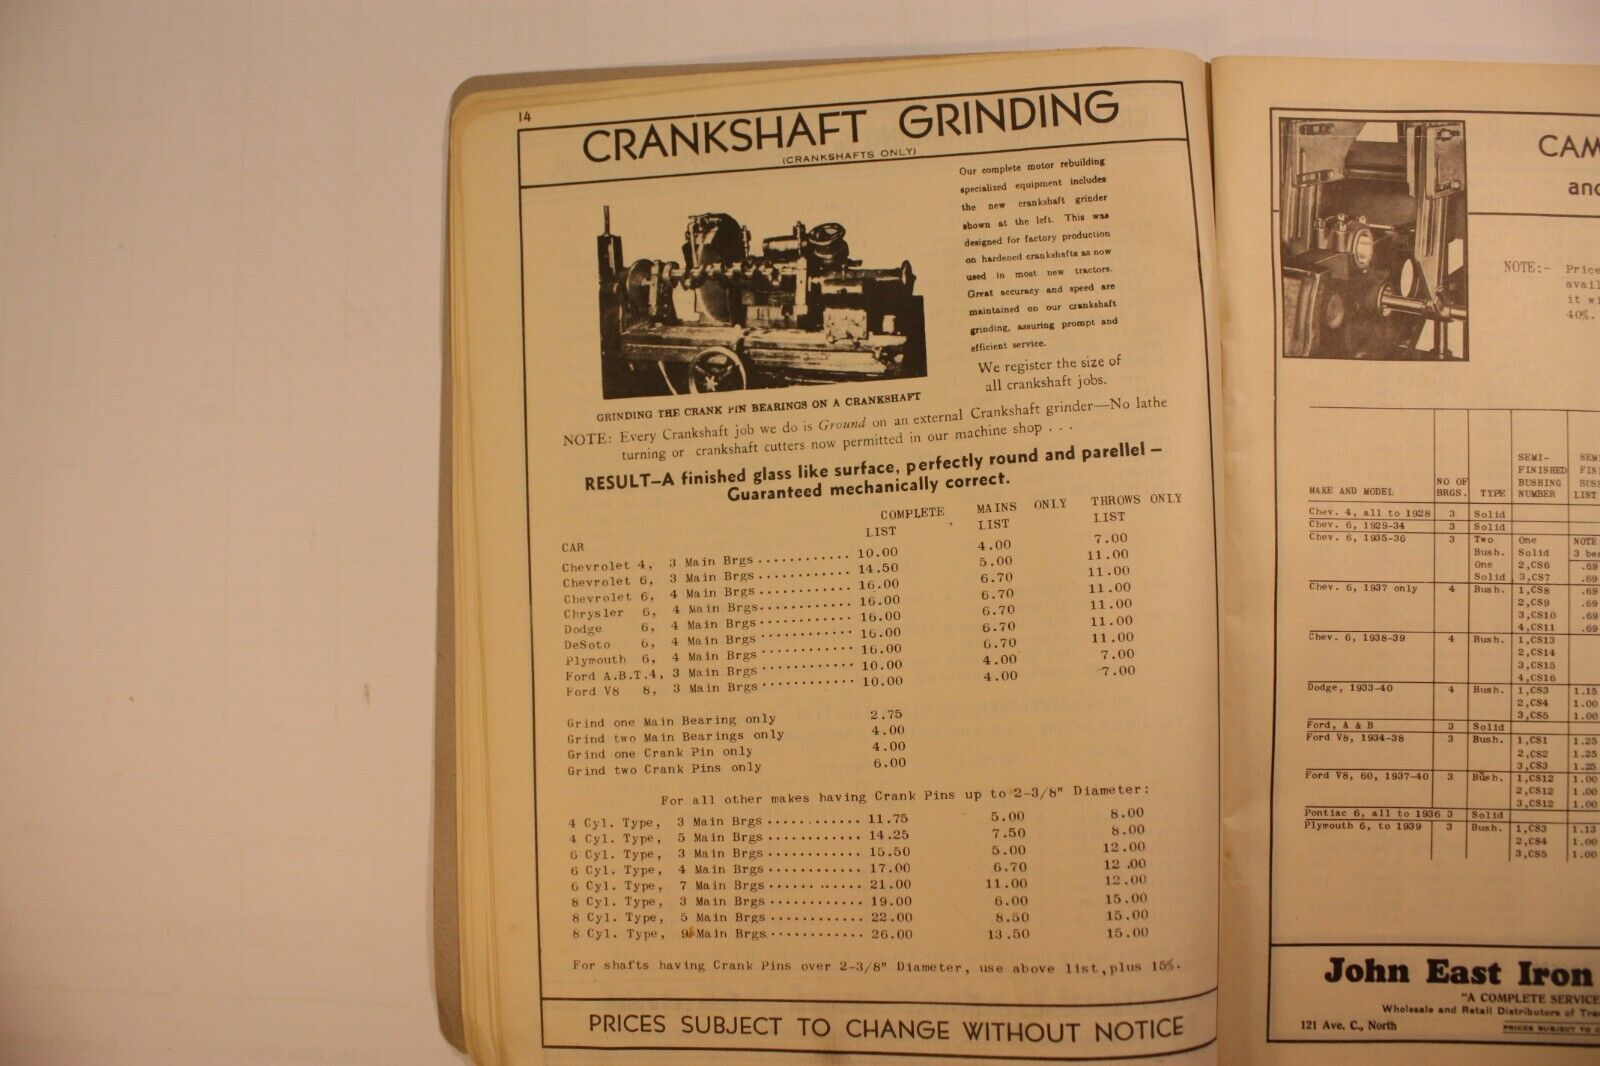 14
CRANKSHAFT GRINDING
(CRANKSHAFTS ONLY)
Our complete motor rebuilding
specialized equipment includes
the new crankshaft grinder
shown at the left. This was
designed for factory production
on hardened crankshafts as now
used in most new tractors.
Great accuracy and speed are
maintained on our crankshaft
grinding, assuring prompt and
efficient service.
We register the size of
all crankshaft jobs.
GRINDING THE CRANK PIN BEARINGS ON A CRANKSHAFT
NOTE: Every Crankshaft job we do is Ground on an external Crankshaft grinder—No lathe
turning or crankshaft cutters now permitted in our machine shop . . .
RESULT—A finished glass like surface, perfectly round and parellel —
Guaranteed mechanically correct.
COMPLETE MAINS ONLY THROWS ONLY
CAR LIST LIST LIST
Chevrolet 4, 3 Main Brgs ............ 10.00 4.00 7.00
Chevrolet 6, 3 Main Brgs ............ 14.50 5.00 11.00
Chevrolet 6, 4 Main Brgs ............ 16.00 6.70 11.00
Chrysler 6, 4 Main Brgs............ 16.00 6.70 11.00
Dodge 6, 4 Main Brgs ............ 16.00 6.70 11.00
DeSoto 6, 4 Main Brgs ............ 16.00 6.70 11.00
Plymouth 6, 4 Main Brgs ............ 16.00 6.70 11.00
Ford A.B.T.4, 3 Main Brgs ............ 10.00 4.00 7.00
Ford V8 8, 3 Main Brgs ............ 10.00 4.00 7.00
Grind one Main Bearing only 2.75
Grind two Main Bearings only 4.00
Grind one Crank Pin only 4.00
Grind two Crank Pins only 6.00
For all other makes having Crank Pins up to 2-3/8" Diameter:
4 Cyl. Type, 3 Main Brgs ............ 11.75 5.00 8.00
4 Cyl. Type, 5 Main Brgs ............ 14.25 7.50 8.00
6 Cyl. Type, 3 Main Brgs ............ 15.50 5.00 12.00
6 Cyl. Type, 4 Main Brgs ............ 17.00 6.70 12.00
6 Cyl. Type, 7 Main Brgs ............ 21.00 11.00 12.00
8 Cyl. Type, 3 Main Brgs ............ 19.00 6.00 15.00
8 Cyl. Type, 5 Main Brgs ............ 22.00 8.50 15.00
8 Cyl. Type, 9 Main Brgs............. 26.00 13.50 15.00
For shafts having Crank Pins over 2-3/8" Diameter, use above list, plus 15%.
PRICES SUBJECT TO CHANGE WITHOUT NOTICE
CAM
and
NOTE:- Price
avail
it wi
40%.
MAKE AND MODEL NO OF BRGS. TYPE SEMI-FINISHED BUSHING NUMBER SEM FIN BUS LIST
Chev. 4, all to 1928 3 Solid
Chev. 6, 1929-34 3 Solid
Chev. 6, 1935-36 3 Two One NOTE
Bush. Solid 3 be
One 2,CS6 .69
Solid 3,CS7 .69
Chev. 6, 1937 only 4 Bush. 1,CS8 .69
2,CS9 .69
3,CS10 .69
4,CS11 .69
Chev. 6, 1938-39 4 Bush. 1,CS13
2,CS14
3,CS15
4,CS16
Dodge, 1933-40 4 Bush. 1,CS3 1.15
2,CS4 1.00
3,CS5 1.00
Ford, A & B 3 Solid
Ford V8, 1934-38 3 Bush. 1,CS1 1.25
2,CS2 1.25
3,CS3 1.25
Ford V8, 60, 1937-40 3 Bush. 1,CS12 1.00
2,CS12 1.00
3,CS12 1.00
Pontiac 6, all to 1936 3 Solid
Plymouth 6, to 1939 3 Bush. 1,CS3 1.13
2,CS4 1.00
3,CS5 1.00
John East Iron
"A COMPLETE SERVICE
Wholesale and Retail Distributors of Tra
121 Ave. C., North
PRICES SUBJECT TO C